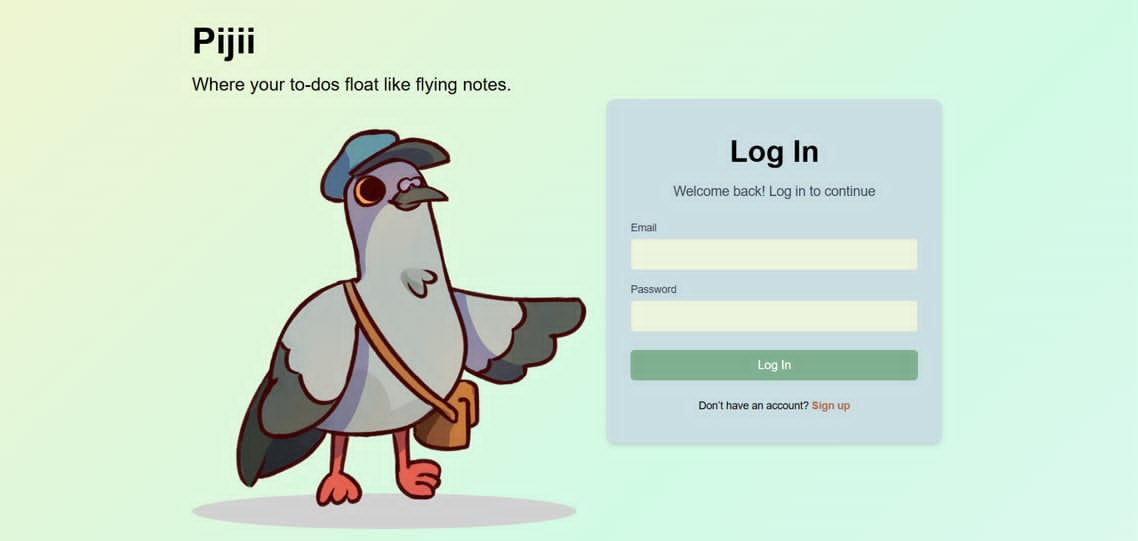 Pijii
Where your to-dos float like flying notes.
Log In
Welcome back! Log in to continue
Email
Password
Log In
Don't have an account? Sign up